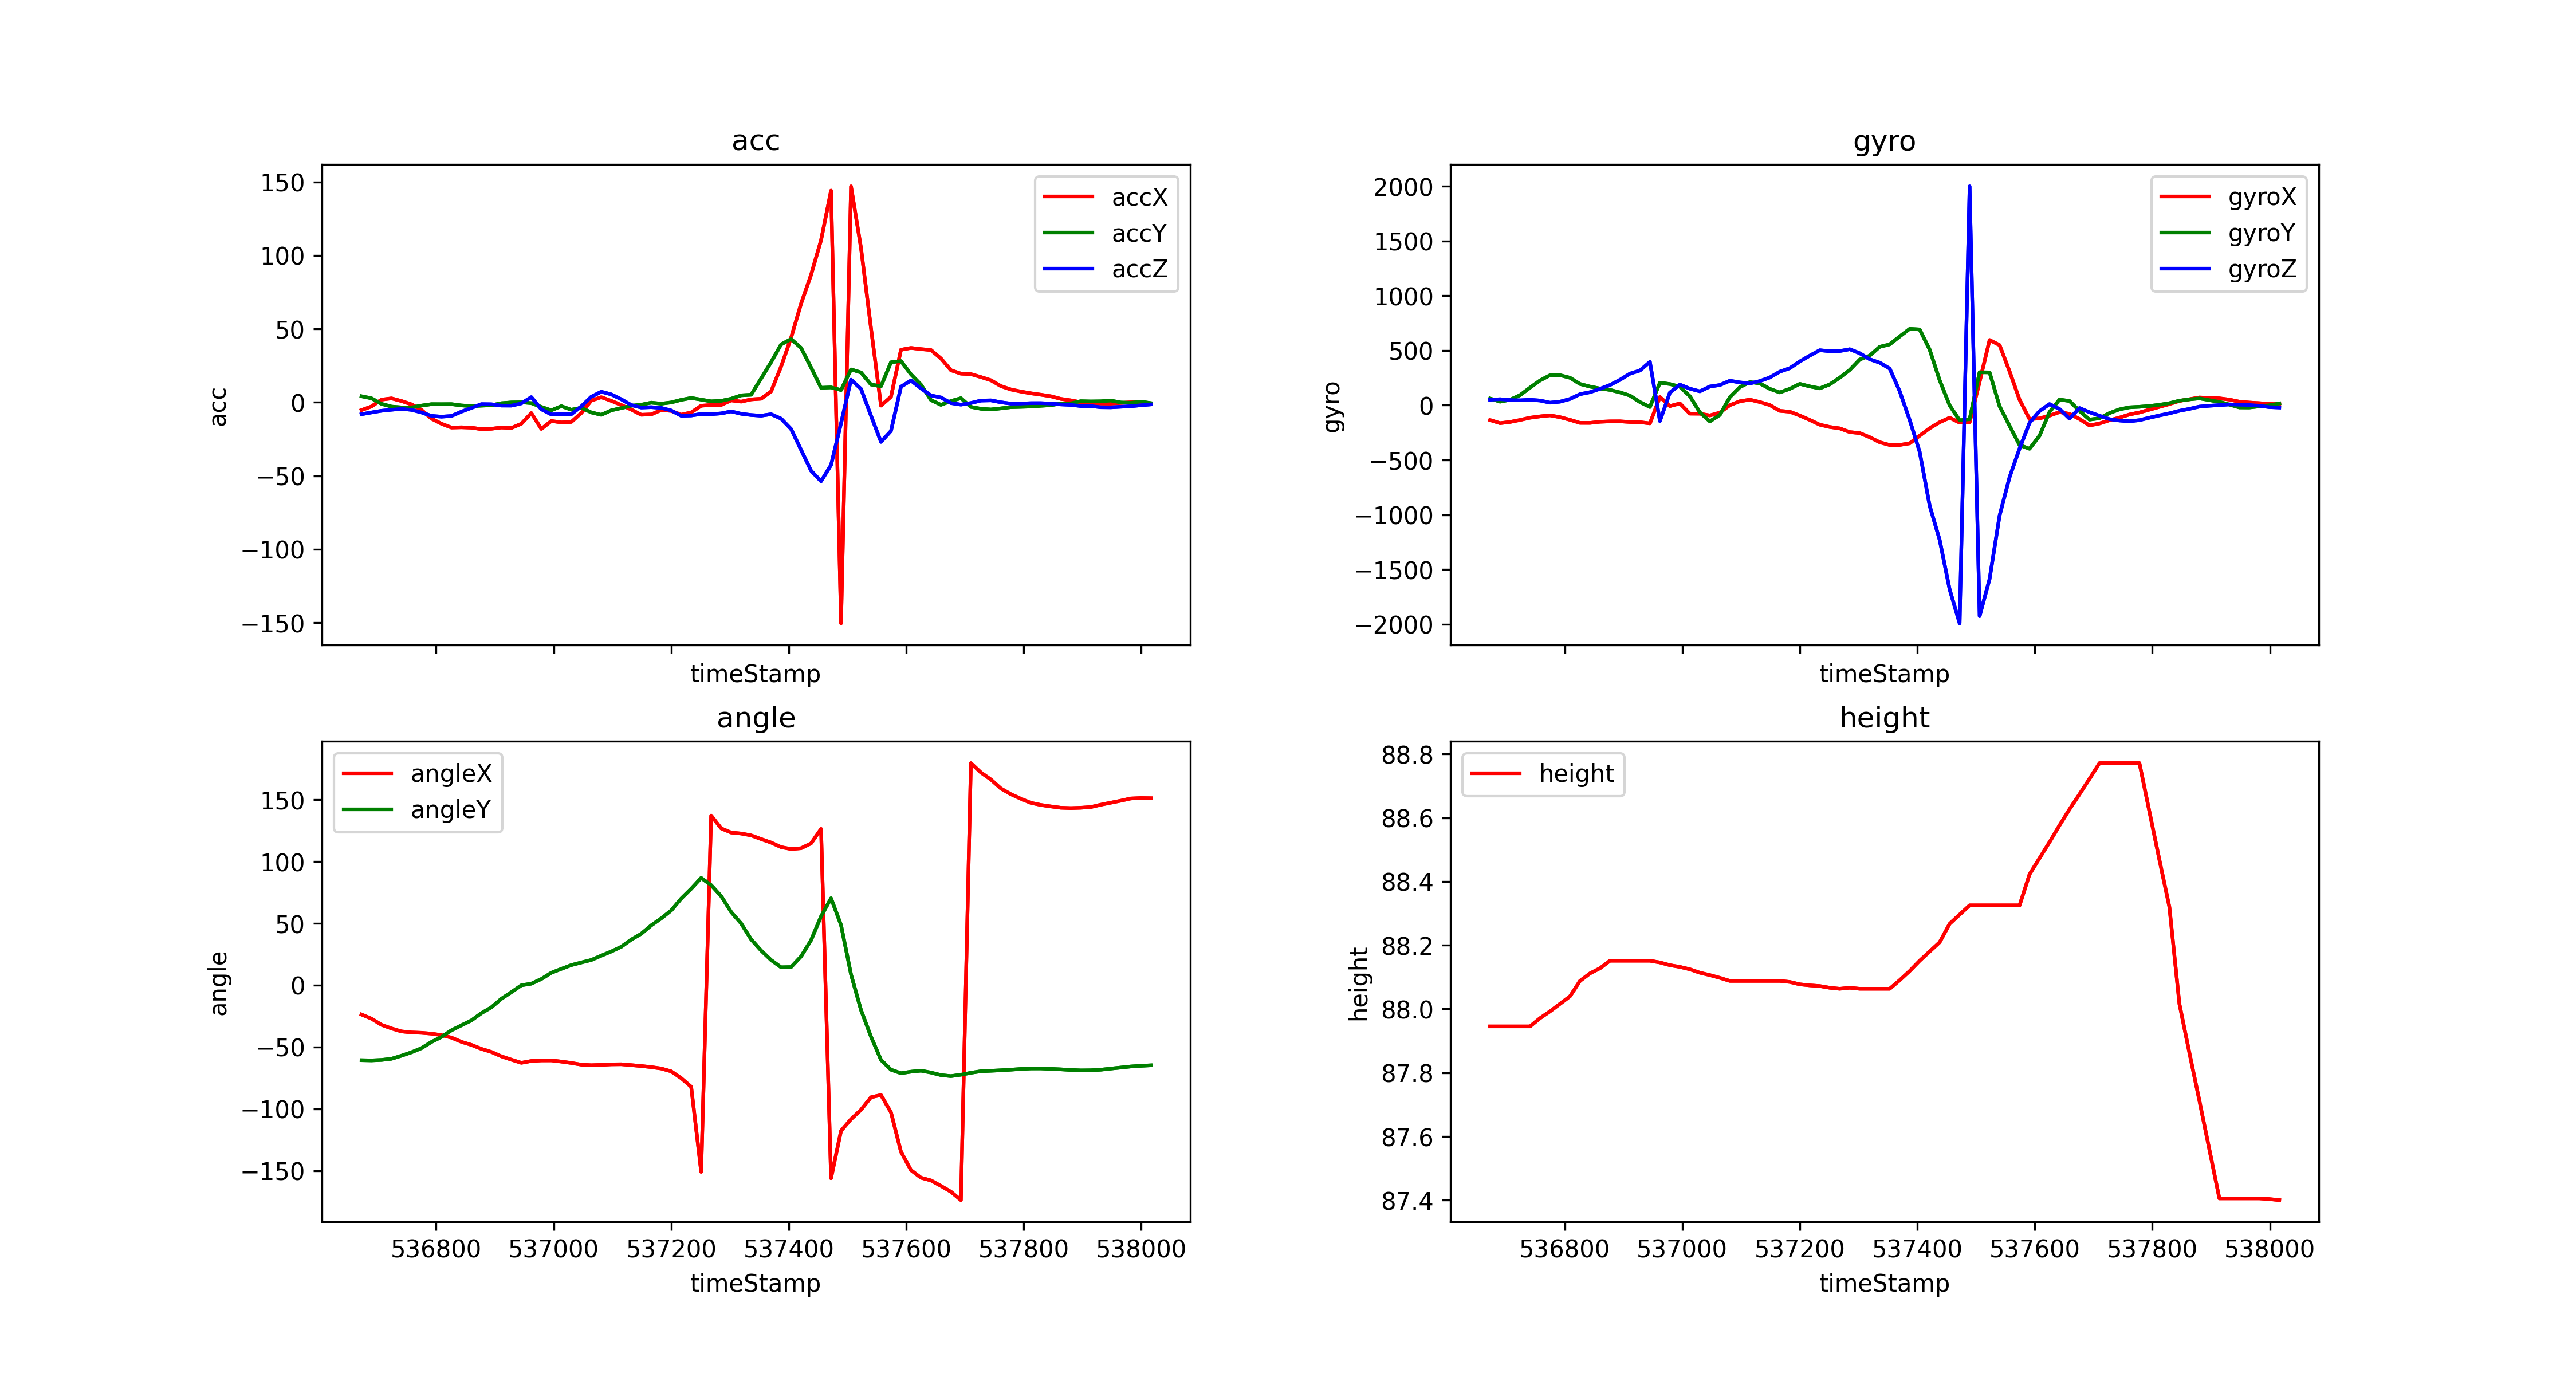 acc
150
100
50
0
−50
−100
−150
acc
accX
accY
accZ
timeStamp
gyro
2000
1500
1000
500
0
−500
−1000
−1500
−2000
gyro
gyroX
gyroY
gyroZ
timeStamp
angle
150
100
50
0
−50
−100
−150
angle
angleX
angleY
536800 537000 537200 537400 537600 537800 538000
timeStamp
height
88.8
88.6
88.4
88.2
88.0
87.8
87.6
87.4
height
height
536800 537000 537200 537400 537600 537800 538000
timeStamp